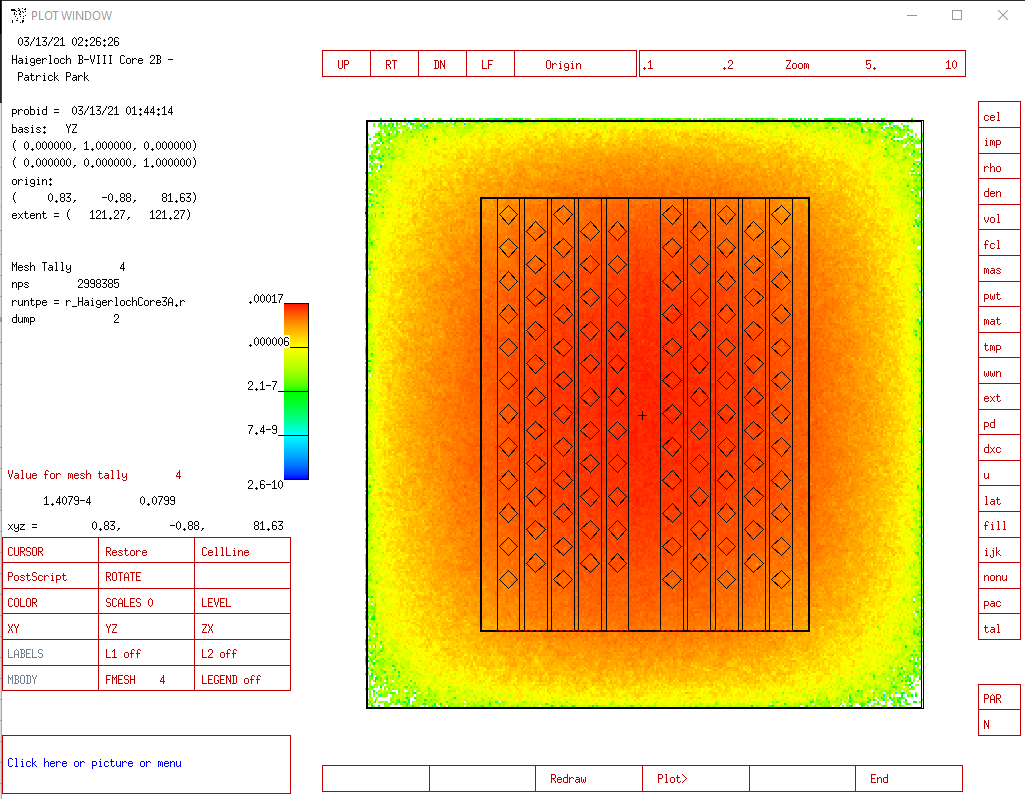 PLOT WINDOW
03/13/21 02:26:26
Haigerloch B-VIII Core 2B -
Patrick Park
probid = 03/13/21 01:44:14
basis: YZ
( 0.000000, 1.000000, 0.000000)
( 0.000000, 0.000000, 1.000000)
origin:
( 0.83, -0.88, 81.63)
extent = ( 121.27, 121.27)
Mesh Tally 4
nps 2998385
runtpe = r_HaigerlochCore3A.r
dump 2
.00017
.000006
2.1-7
7.4-9
2.6-10
Value for mesh tally 4
1.4079-4 0.0799
xyz = 0.83, -0.88, 81.63
CURSOR Restore CellLine
PostScript ROTATE
COLOR SCALES 0 LEVEL
XY YZ ZX
LABELS L1 off L2 off
MBODY FMESH 4 LEGEND off
Click here or picture or menu
UP RT DN LF Origin .1 .2 Zoom 5. 10
cel
imp
rho
den
vol
fcl
mas
pwt
mat
tmp
wwn
ext
pd
dxc
u
lat
fill
ijk
nonu
pac
tal
PAR
N
Redraw Plot> End